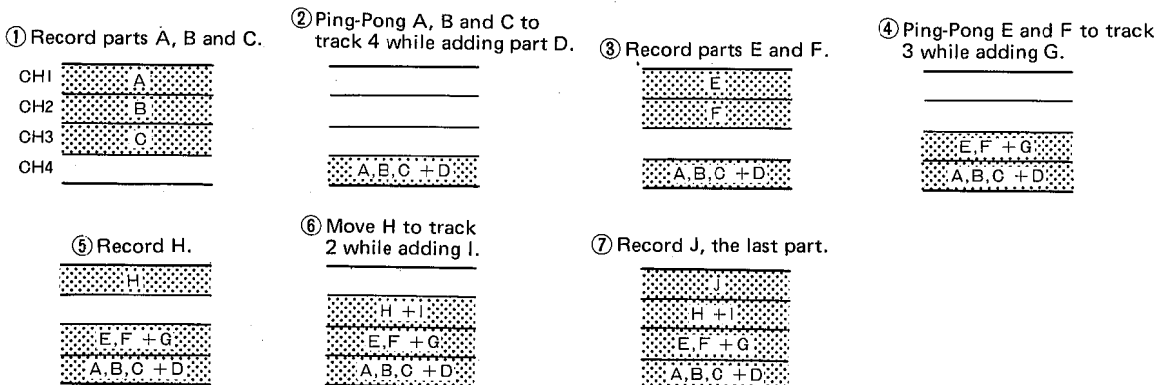 ① Record parts A, B and C.
CH1
A
CH2
B
CH3
C
CH4
② Ping-Pong A, B and C to
track 4 while adding part D.
A,B,C +D
③ Record parts E and F.
E
F
A,B,C +D
④ Ping-Pong E and F to track
3 while adding G.
E,F +G
A,B,C +D
⑤ Record H.
H
E,F +G
A,B,C +D
⑥ Move H to track
2 while adding I.
H +I
E,F +G
A,B,C +D
⑦ Record J, the last part.
J
H +I
E,F +G
A,B,C +D